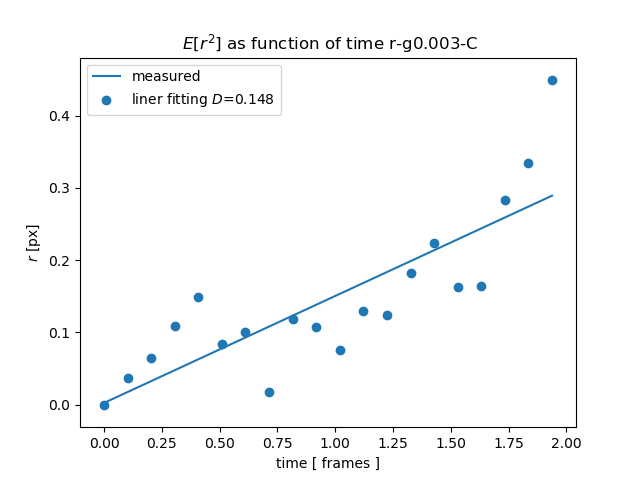 E[r²] as function of time r-g0.003-C
measured
liner fitting D=0.148
0.4
0.3
0.2
0.1
0.0
r [px]
0.00 0.25 0.50 0.75 1.00 1.25 1.50 1.75 2.00
time [ frames ]